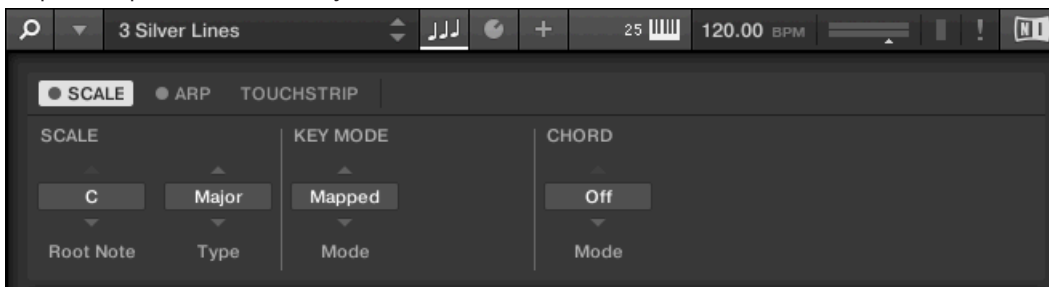 3 Silver Lines 25 120.00 BPM ! NI
SCALE ARP TOUCHSTRIP
SCALE KEY MODE CHORD
C Major Mapped Off
Root Note Type Mode Mode